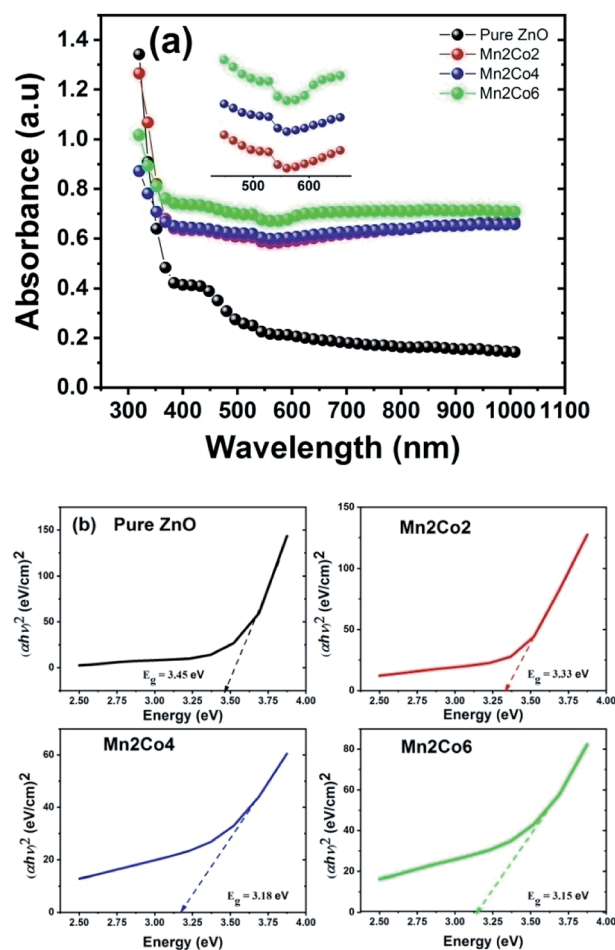 (a)
Pure ZnO
Mn2Co2
Mn2Co4
Mn2Co6
1.4
1.2
1.0
0.8
0.6
0.4
0.2
0.0
Absorbance (a.u)
500 600
300 400 500 600 700 800 900 1000 1100
Wavelength (nm)
(b) Pure ZnO
150
100
50
0
(αhν)² (eV/cm)²
E_g = 3.45 eV
2.50 2.75 3.00 3.25 3.50 3.75 4.00
Energy (eV)
Mn2Co2
150
100
50
0
(αhν)² (eV/cm)²
E_g = 3.33 eV
2.50 2.75 3.00 3.25 3.50 3.75 4.00
Energy (eV)
Mn2Co4
60
40
20
0
(αhν)² (eV/cm)²
E_g = 3.18 eV
2.50 2.75 3.00 3.25 3.50 3.75 4.00
Energy (eV)
Mn2Co6
80
60
40
20
0
(αhν)² (eV/cm)²
E_g = 3.15 eV
2.50 2.75 3.00 3.25 3.50 3.75 4.00
Energy (eV)